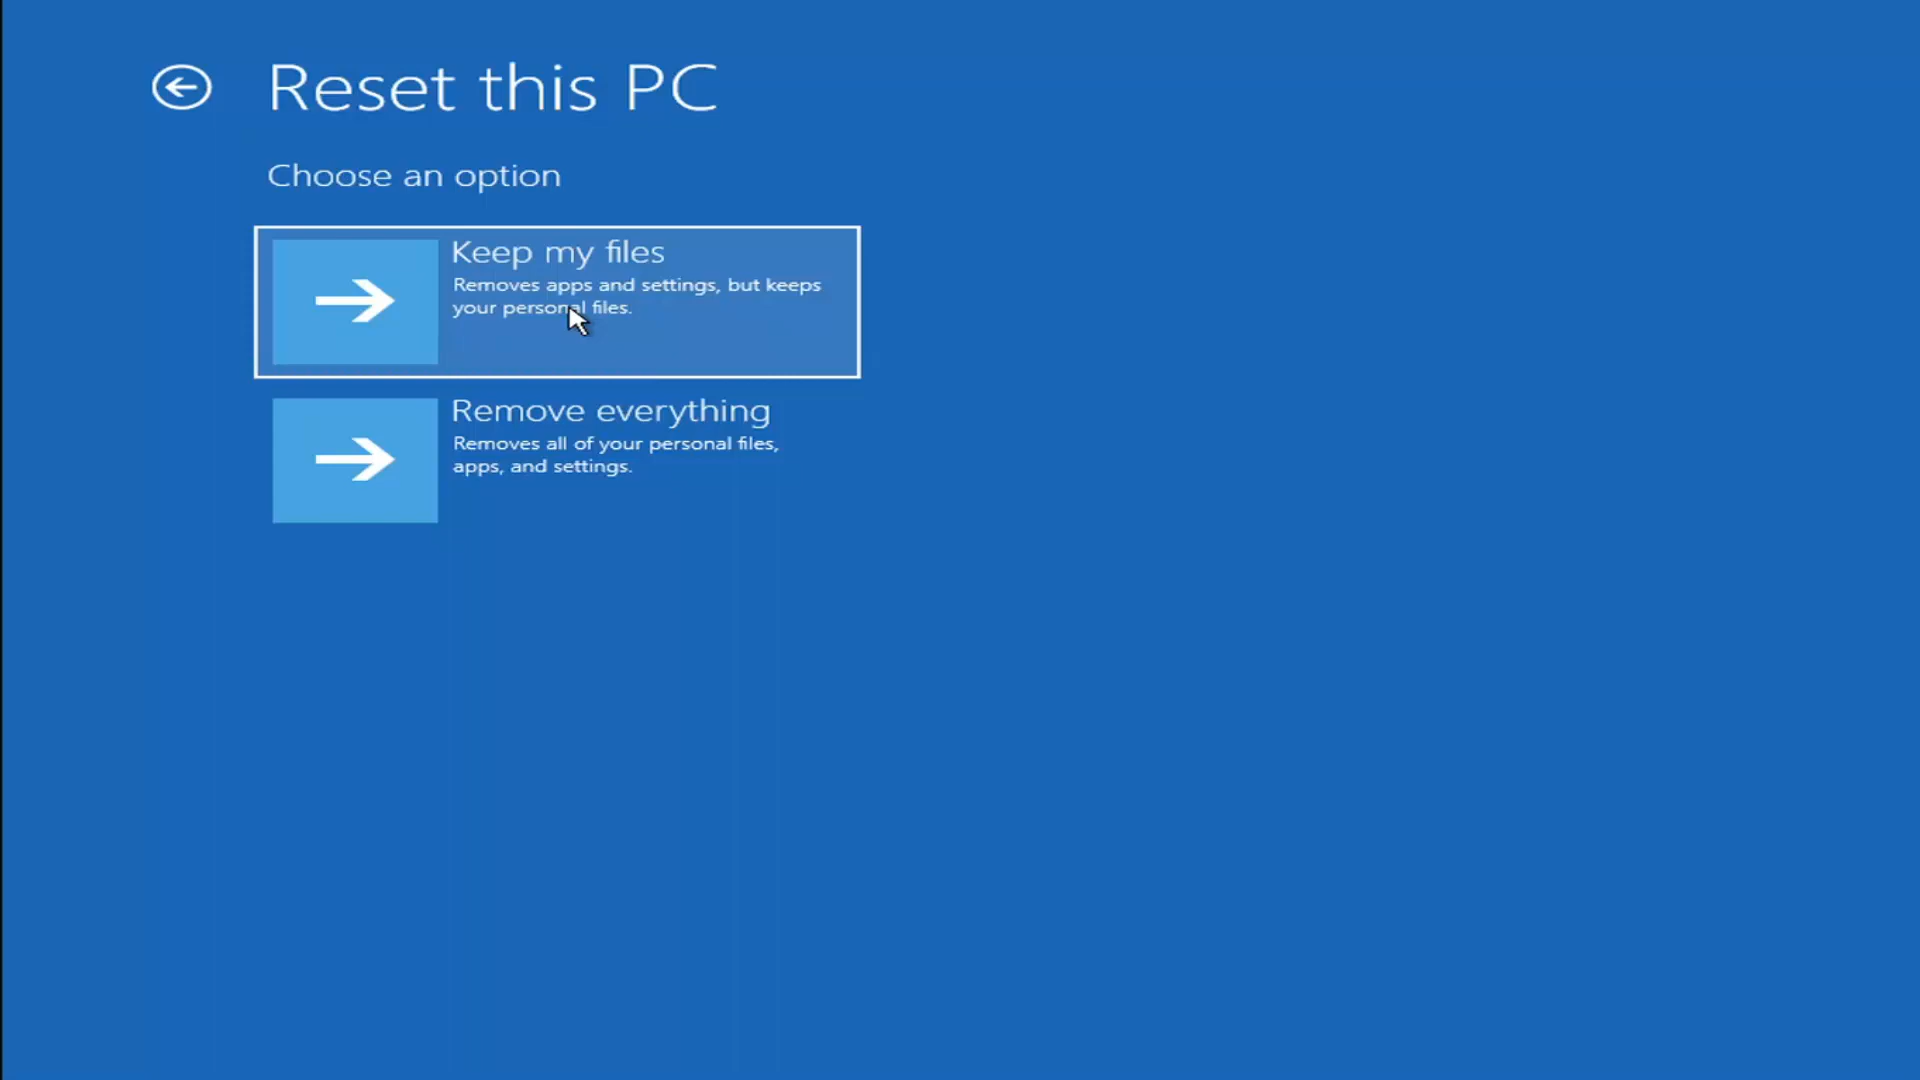 Reset this PC
Choose an option
Keep my files
Removes apps and settings, but keeps
your personal files.
Remove everything
Removes all of your personal files,
apps, and settings.